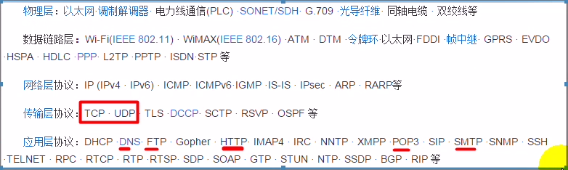 物理层：以太网·调制解调器· 电力线通信(PLC)· SONET/SDH· G.709 ·光导纤维· 同轴电缆 · 双绞线等
数据链路层：Wi-Fi(IEEE 802.11) · WiMAX(IEEE 802.16) ·ATM · DTM ·令牌环·以太网·FDDI ·帧中继· GPRS · EVDO
HSPA · HDLC ·PPP· L2TP ·PPTP · ISDN·STP 等
网络层协议：IP (IPv4 · IPv6) · ICMP· ICMPv6·IGMP ·IS-IS · IPsec · ARP · RARP等
传输层协议：TCP · UDP · TLS ·DCCP· SCTP · RSVP · OSPF 等
应用层协议：DHCP ·DNS · FTP · Gopher · HTTP· IMAP4 · IRC · NNTP · XMPP ·POP3 · SIP · SMTP ·SNMP · SSH
·TELNET · RPC · RTCP · RTP ·RTSP· SDP · SOAP · GTP · STUN · NTP· SSDP · BGP · RIP 等